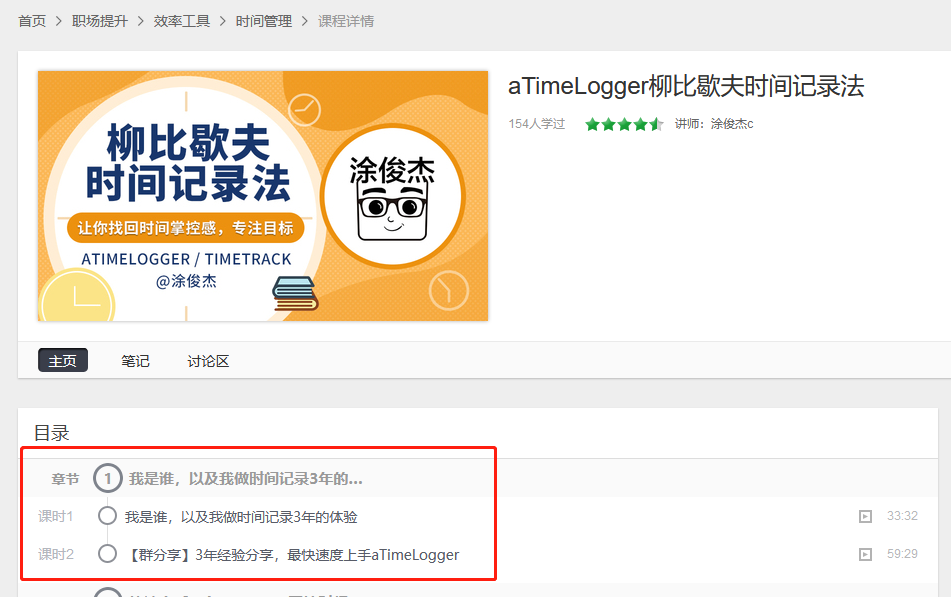 首页 > 职场提升 > 效率工具 > 时间管理 > 课程详情
柳比歇夫
时间记录法
让你找回时间掌控感，专注目标
ATIMELOGGER / TIMETRACK
@涂俊杰
涂俊杰
aTimeLogger柳比歇夫时间记录法
154人学过 讲师：涂俊杰c
主页 笔记 讨论区
目录
章节 1 我是谁，以及我做时间记录3年的...
课时1 我是谁，以及我做时间记录3年的体验 33:32
课时2 【群分享】3年经验分享，最快速度上手aTimeLogger 59:29